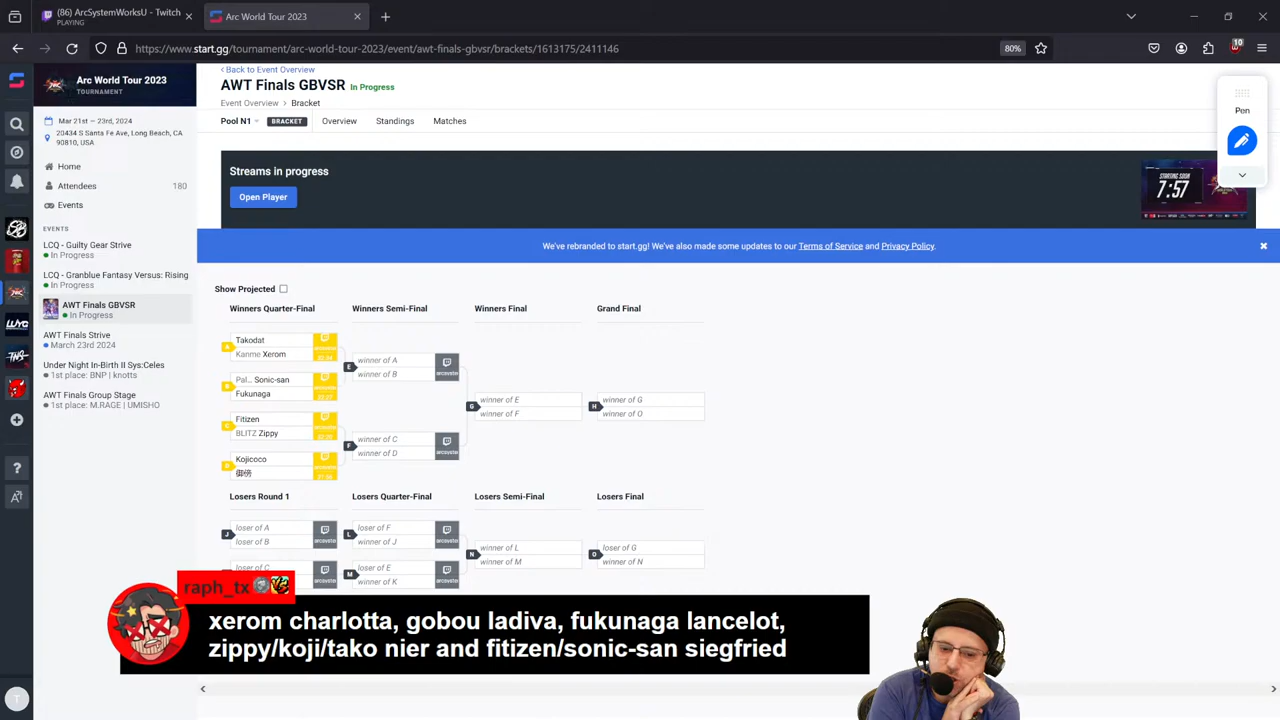 (86) ArcSystemWorksU - Twitch
PLAYING
Arc World Tour 2023
https://www.start.gg/tournament/arc-world-tour-2023/event/awt-finals-gbvsr/brackets/1613175/2411146
80%
10
Arc World Tour 2023
TOURNAMENT
Mar 21st — 23rd, 2024
20434 S Santa Fe Ave, Long Beach, CA
90810, USA
Home
Attendees 180
Events
EVENTS
LCQ - Guilty Gear Strive
In Progress
LCQ - Granblue Fantasy Versus: Rising
In Progress
AWT Finals GBVSR
In Progress
AWT Finals Strive
March 23rd 2024
Under Night In-Birth II Sys:Celes
1st place: BNP | knotts
AWT Finals Group Stage
1st place: M.RAGE | UMISHO
T
‹ Back to Event Overview
AWT Finals GBVSR In Progress
Event Overview > Bracket
Pool N1 BRACKET Overview Standings Matches
Streams in progress
Open Player
STARTING SOON
7:57
Pen
We've rebranded to start.gg! We've also made some updates to our Terms of Service and Privacy Policy.
Show Projected
Winners Quarter-Final Winners Semi-Final Winners Final Grand Final
A
Takodat
Kanme Xerom
B
Pal... Sonic-san
Fukunaga
C
Fitizen
BLITZ Zippy
D
Kojicoco
御傍
E
winner of A
winner of B
F
winner of C
winner of D
G
winner of E
winner of F
H
winner of G
winner of O
Losers Round 1 Losers Quarter-Final Losers Semi-Final Losers Final
J
loser of A
loser of B
loser of C
L
loser of F
winner of J
M
loser of E
winner of K
N
winner of L
winner of M
O
loser of G
winner of N
raph_tx
xerom charlotta, gobou ladiva, fukunaga lancelot,
zippy/koji/tako nier and fitizen/sonic-san siegfried